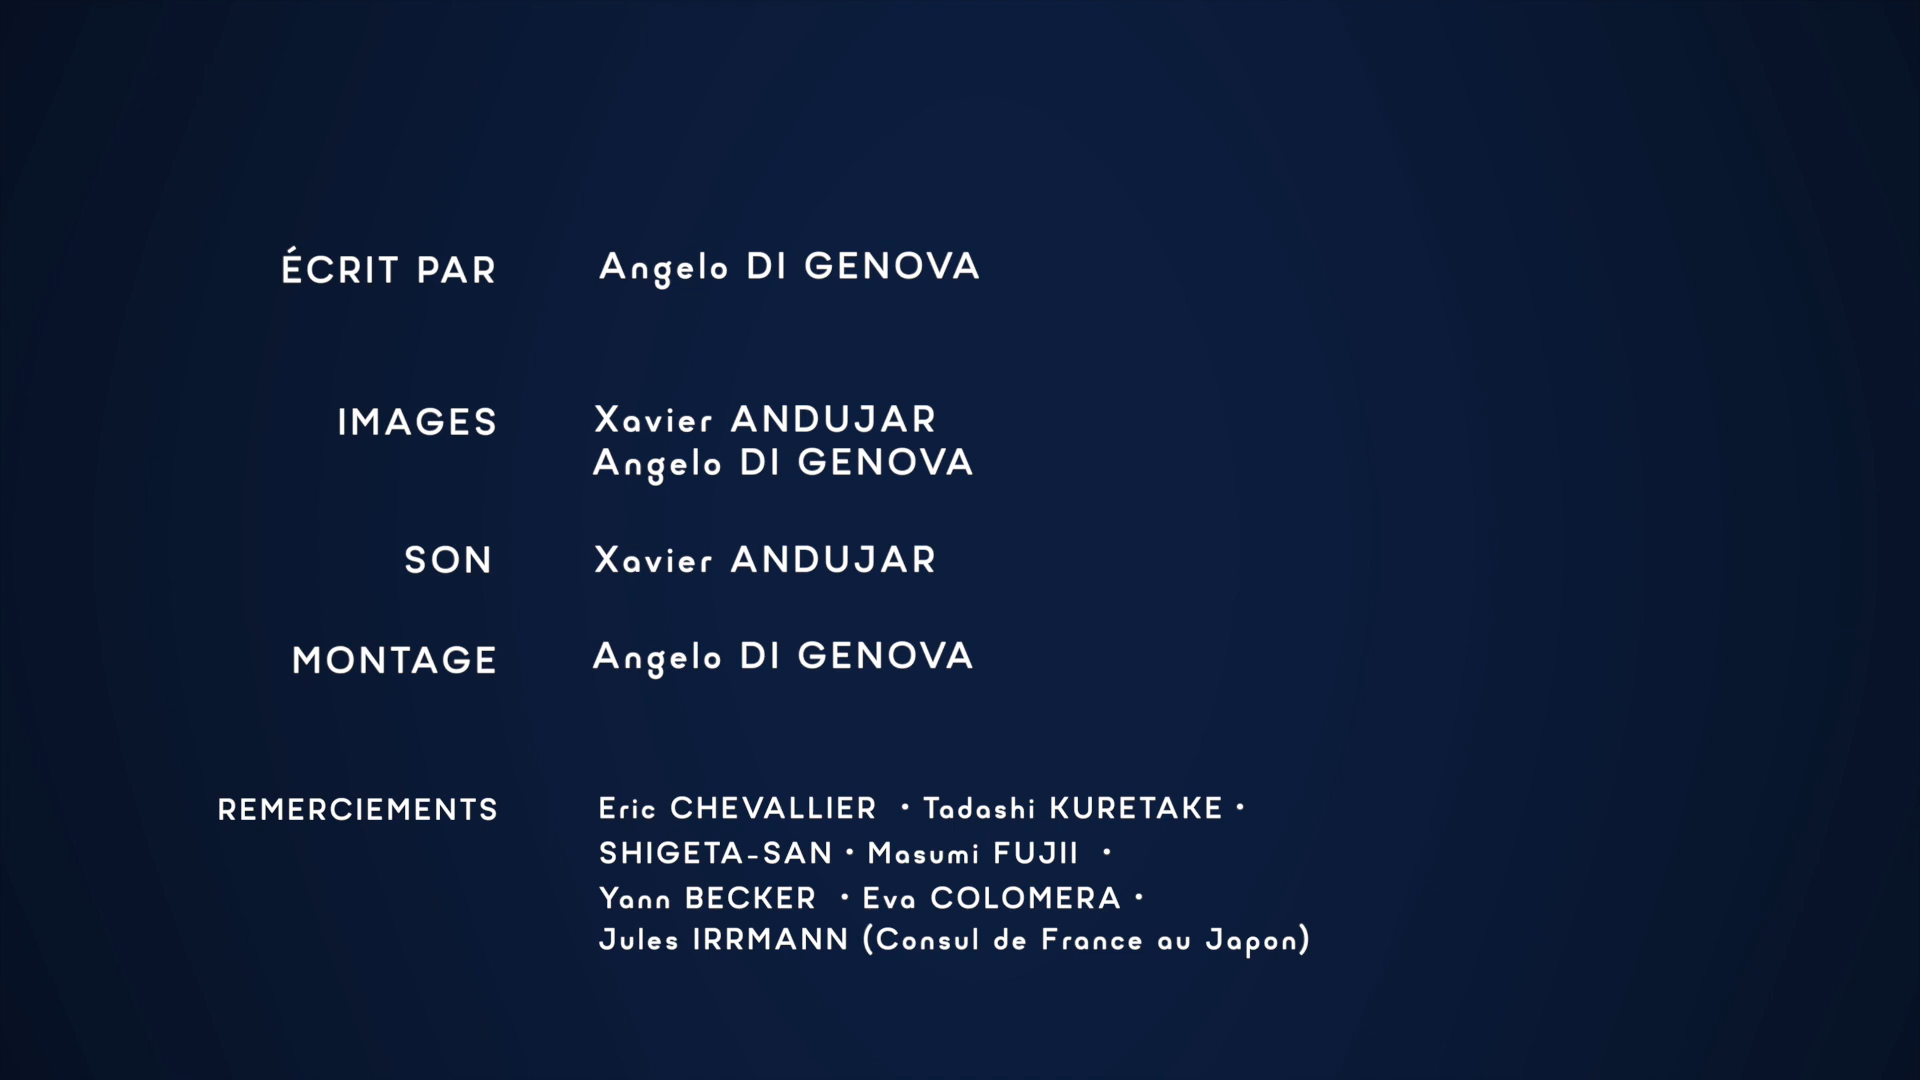 ÉCRIT PAR Angelo DI GENOVA
IMAGES Xavier ANDUJAR
Angelo DI GENOVA
SON Xavier ANDUJAR
MONTAGE Angelo DI GENOVA
REMERCIEMENTS Eric CHEVALLIER • Tadashi KURETAKE •
SHIGETA-SAN • Masumi FUJII •
Yann BECKER • Eva COLOMERA •
Jules IRRMANN (Consul de France au Japon)